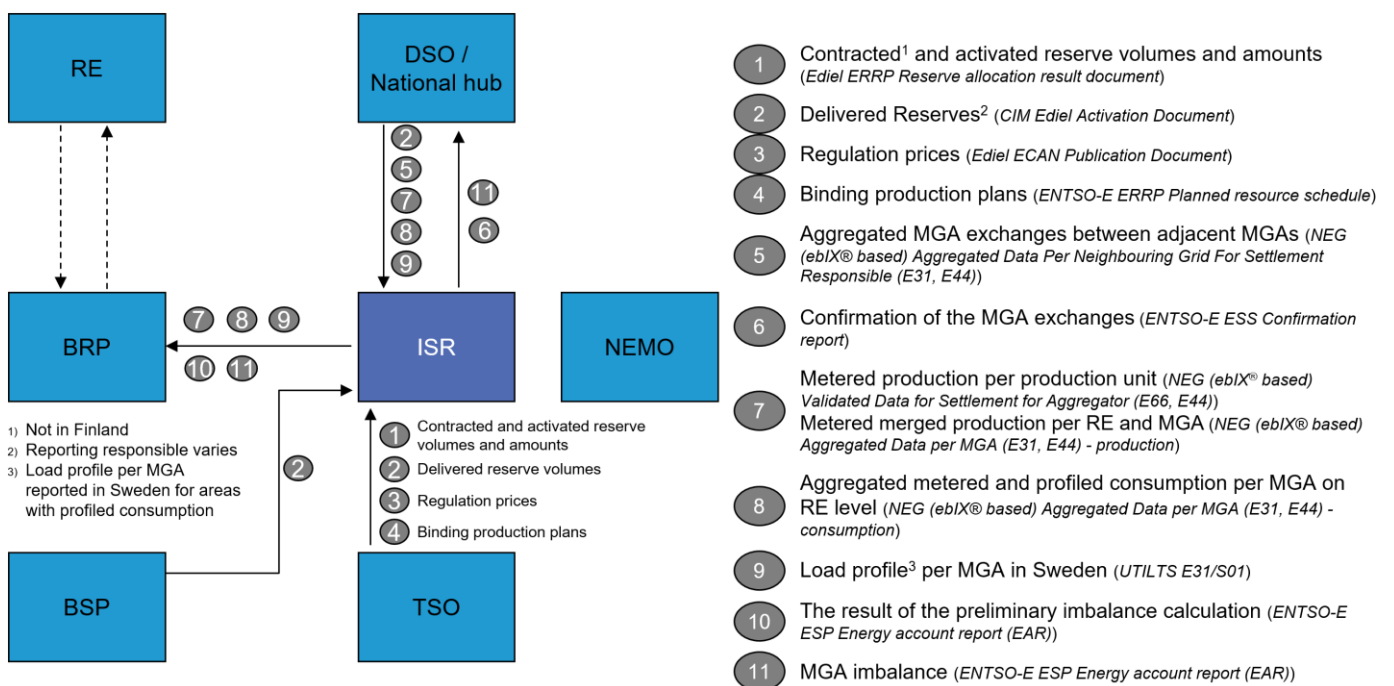 RE
DSO /
National hub
2
5
7
8
9
11
6
BRP
7 8 9
10 11
ISR
NEMO
1) Not in Finland
2) Reporting responsible varies
3) Load profile per MGA
reported in Sweden for areas
with profiled consumption
2
1 Contracted and activated reserve
volumes and amounts
2 Delivered reserve volumes
3 Regulation prices
4 Binding production plans
BSP
TSO
1 Contracted¹ and activated reserve volumes and amounts
(Ediel ERRP Reserve allocation result document)
2 Delivered Reserves² (CIM Ediel Activation Document)
3 Regulation prices (Ediel ECAN Publication Document)
4 Binding production plans (ENTSO-E ERRP Planned resource schedule)
5 Aggregated MGA exchanges between adjacent MGAs (NEG
(ebIX® based) Aggregated Data Per Neighbouring Grid For Settlement
Responsible (E31, E44))
6 Confirmation of the MGA exchanges (ENTSO-E ESS Confirmation
report)
7 Metered production per production unit (NEG (ebIX® based)
Validated Data for Settlement for Aggregator (E66, E44))
Metered merged production per RE and MGA (NEG (ebIX® based)
Aggregated Data per MGA (E31, E44) - production)
8 Aggregated metered and profiled consumption per MGA on
RE level (NEG (ebIX® based) Aggregated Data per MGA (E31, E44) -
consumption)
9 Load profile³ per MGA in Sweden (UTILTS E31/S01)
10 The result of the preliminary imbalance calculation (ENTSO-E
ESP Energy account report (EAR))
11 MGA imbalance (ENTSO-E ESP Energy account report (EAR))